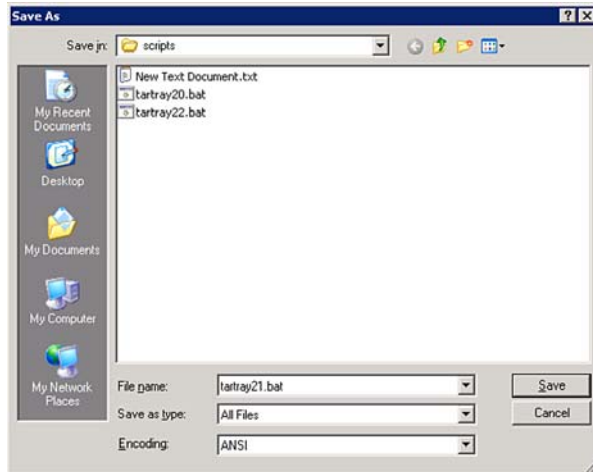 Save As
Save in:
scripts
New Text Document.txt
tartray20.bat
tartray22.bat
My Recent
Documents
Desktop
My Documents
My Computer
My Network
Places
File name:
tartray21.bat
Save
Save as type:
All Files
Cancel
Encoding:
ANSI